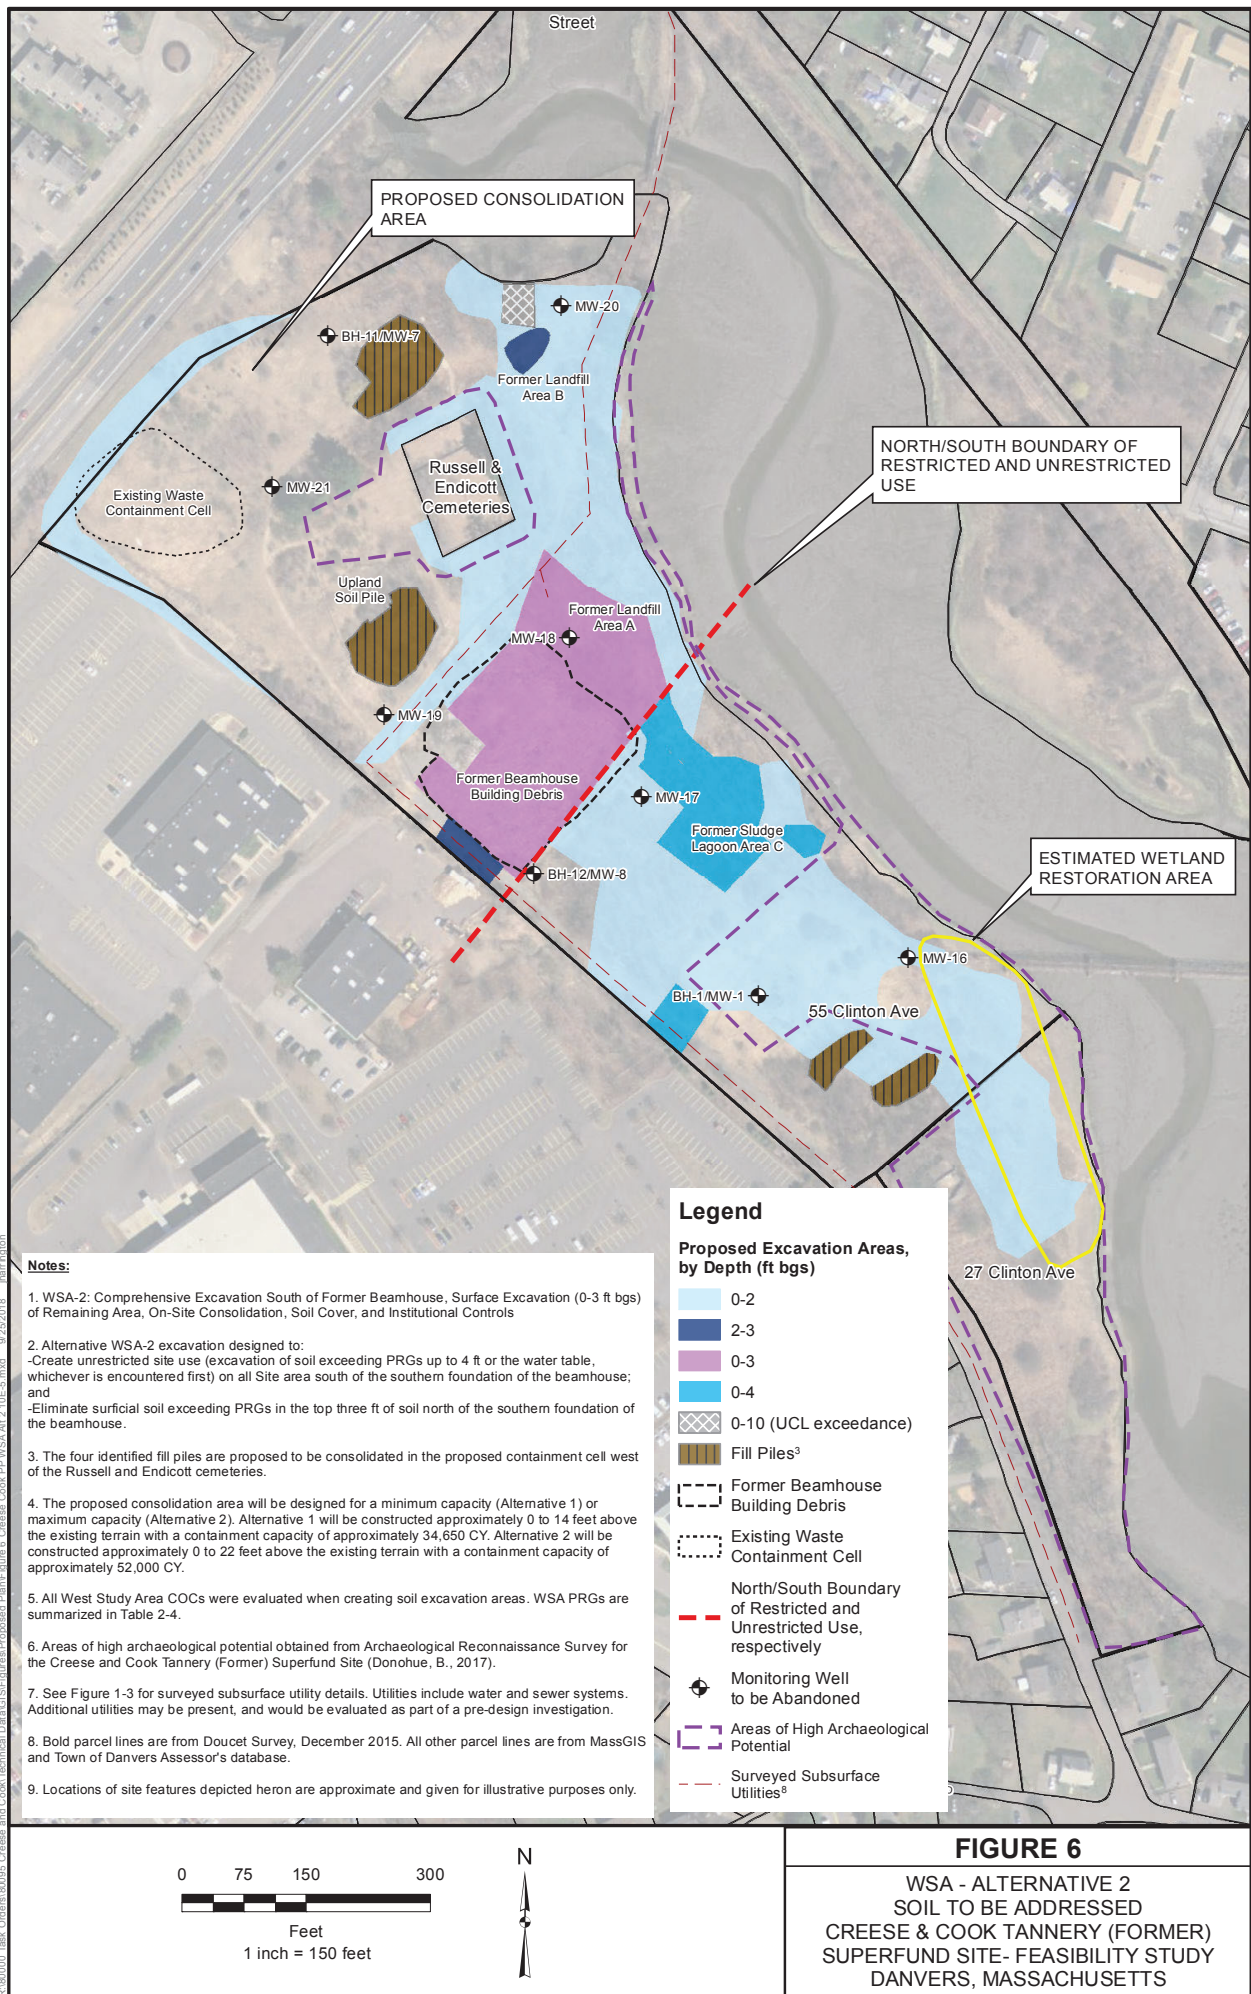 Street
PROPOSED CONSOLIDATION
AREA
MW-20
BH-11/MW-7
Former Landfill
Area B
NORTH/SOUTH BOUNDARY OF
RESTRICTED AND UNRESTRICTED
USE
Russell &
Endicott
Cemeteries
MW-21
Existing Waste
Containment Cell
Upland
Soil Pile
Former Landfill
Area A
MW-18
MW-19
Former Beamhouse
Building Debris
MW-17
Former Sludge
Lagoon Area C
ESTIMATED WETLAND
RESTORATION AREA
BH-12/MW-8
MW-16
BH-1/MW-1
55 Clinton Ave
27 Clinton Ave
Legend
Proposed Excavation Areas,
by Depth (ft bgs)
0-2
2-3
0-3
0-4
0-10 (UCL exceedance)
Fill Piles³
Former Beamhouse
Building Debris
Existing Waste
Containment Cell
North/South Boundary
of Restricted and
Unrestricted Use,
respectively
Monitoring Well
to be Abandoned
Areas of High Archaeological
Potential
Surveyed Subsurface
Utilities⁸
Notes:
1. WSA-2: Comprehensive Excavation South of Former Beamhouse, Surface Excavation (0-3 ft bgs)
of Remaining Area, On-Site Consolidation, Soil Cover, and Institutional Controls
2. Alternative WSA-2 excavation designed to:
-Create unrestricted site use (excavation of soil exceeding PRGs up to 4 ft or the water table,
whichever is encountered first) on all Site area south of the southern foundation of the beamhouse;
and
-Eliminate surficial soil exceeding PRGs in the top three ft of soil north of the southern foundation of
the beamhouse.
3. The four identified fill piles are proposed to be consolidated in the proposed containment cell west
of the Russell and Endicott cemeteries.
4. The proposed consolidation area will be designed for a minimum capacity (Alternative 1) or
maximum capacity (Alternative 2). Alternative 1 will be constructed approximately 0 to 14 feet above
the existing terrain with a containment capacity of approximately 34,650 CY. Alternative 2 will be
constructed approximately 0 to 22 feet above the existing terrain with a containment capacity of
approximately 52,000 CY.
5. All West Study Area COCs were evaluated when creating soil excavation areas. WSA PRGs are
summarized in Table 2-4.
6. Areas of high archaeological potential obtained from Archaeological Reconnaissance Survey for
the Creese and Cook Tannery (Former) Superfund Site (Donohue, B., 2017).
7. See Figure 1-3 for surveyed subsurface utility details. Utilities include water and sewer systems.
Additional utilities may be present, and would be evaluated as part of a pre-design investigation.
8. Bold parcel lines are from Doucet Survey, December 2015. All other parcel lines are from MassGIS
and Town of Danvers Assessor's database.
9. Locations of site features depicted heron are approximate and given for illustrative purposes only.
0 75 150 300
Feet
1 inch = 150 feet
N
FIGURE 6
WSA - ALTERNATIVE 2
SOIL TO BE ADDRESSED
CREESE & COOK TANNERY (FORMER)
SUPERFUND SITE- FEASIBILITY STUDY
DANVERS, MASSACHUSETTS